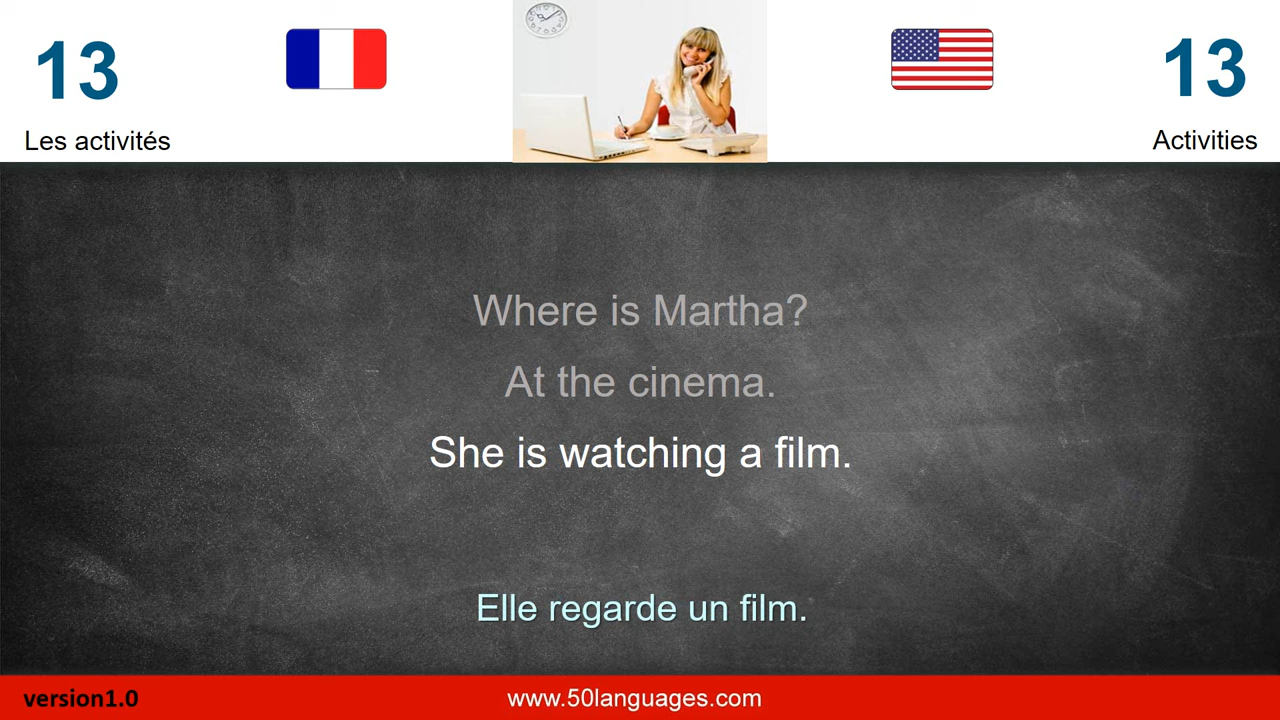 13
13
Les activités
Activities
Where is Martha?
At the cinema.
She is watching a film.
Elle regarde un film.
version1.0
www.50languages.com